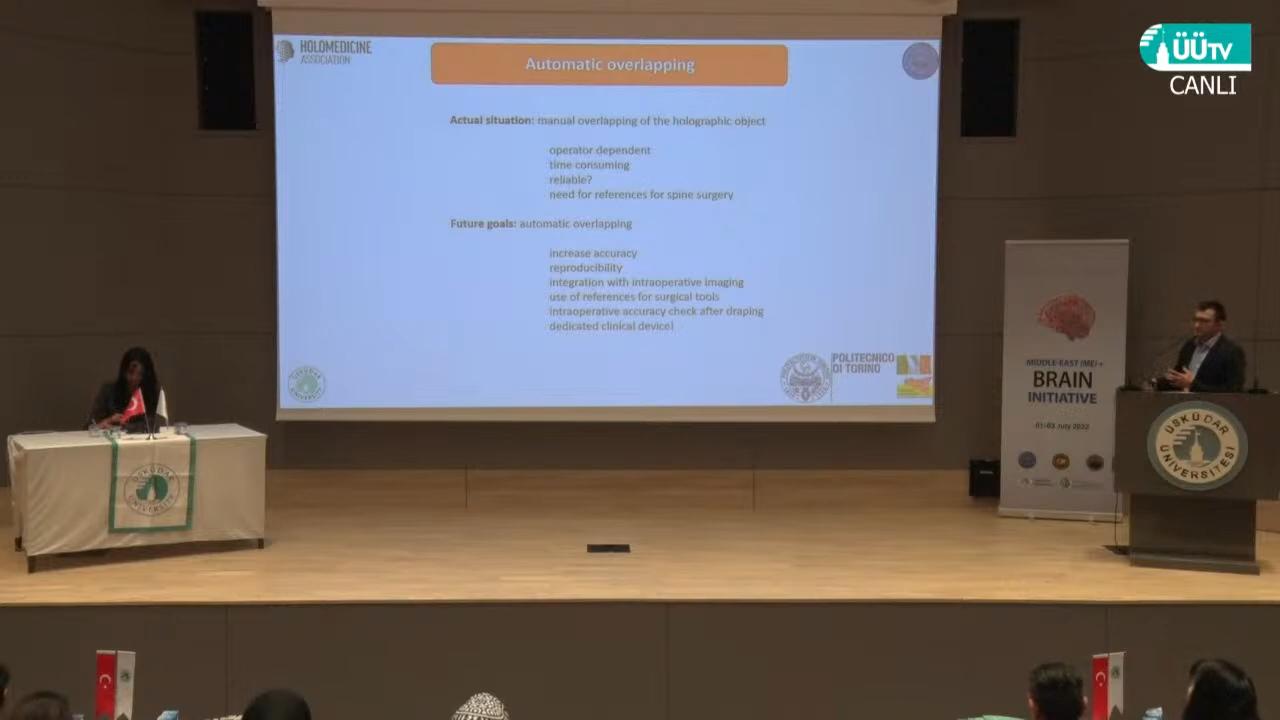 HOLOMEDICINE
ASSOCIATION
Automatic overlapping
ÜÜTV
CANLI
Actual situation: manual overlapping of the holographic object
operator dependent
time consuming
reliable?
need for references for spine surgery
Future goals: automatic overlapping
increase accuracy
reproducibility
integration with intraoperative imaging
use of references for surgical tools
intraoperative accuracy check after draping
dedicated clinical device!
POLITECNICO
DI TORINO
MIDDLE-EAST (ME) +
BRAIN
INITIATIVE
01-03 July 2022
ÜSKÜDAR
ÜNİVERSİTESİ
ÜSKÜDAR